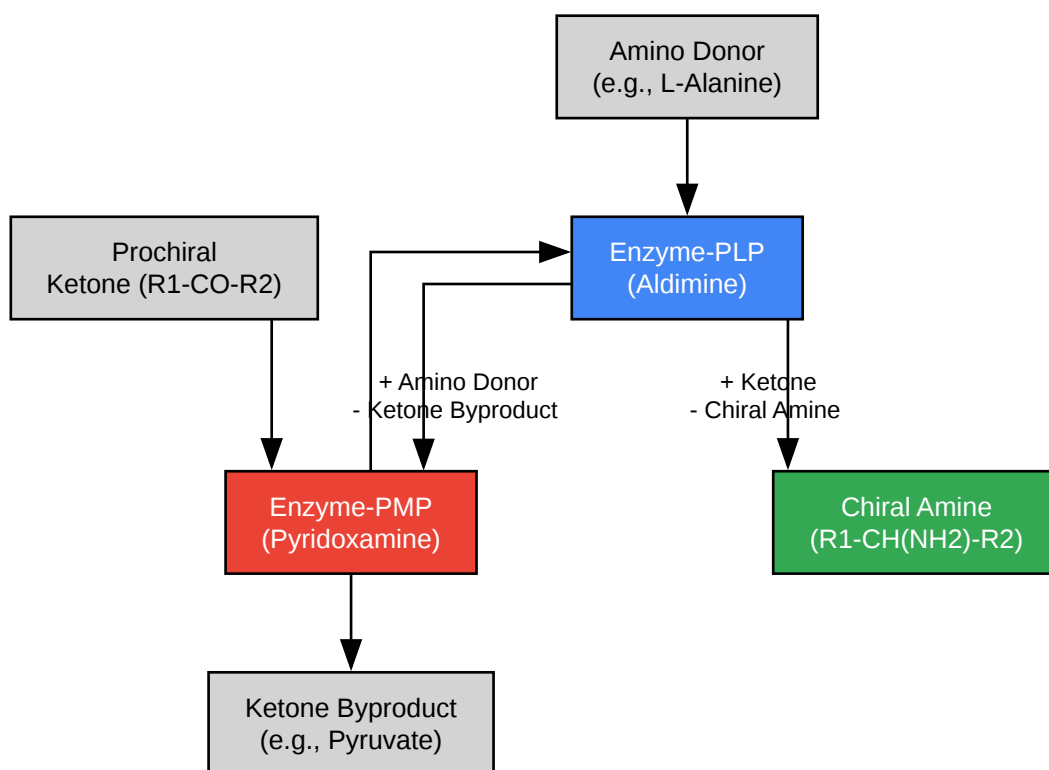 Amino Donor
(e.g., L-Alanine)
Prochiral
Ketone (R1-CO-R2)
Enzyme-PLP
(Aldimine)
+ Amino Donor
- Ketone Byproduct
+ Ketone
- Chiral Amine
Enzyme-PMP
(Pyridoxamine)
Chiral Amine
(R1-CH(NH2)-R2)
Ketone Byproduct
(e.g., Pyruvate)